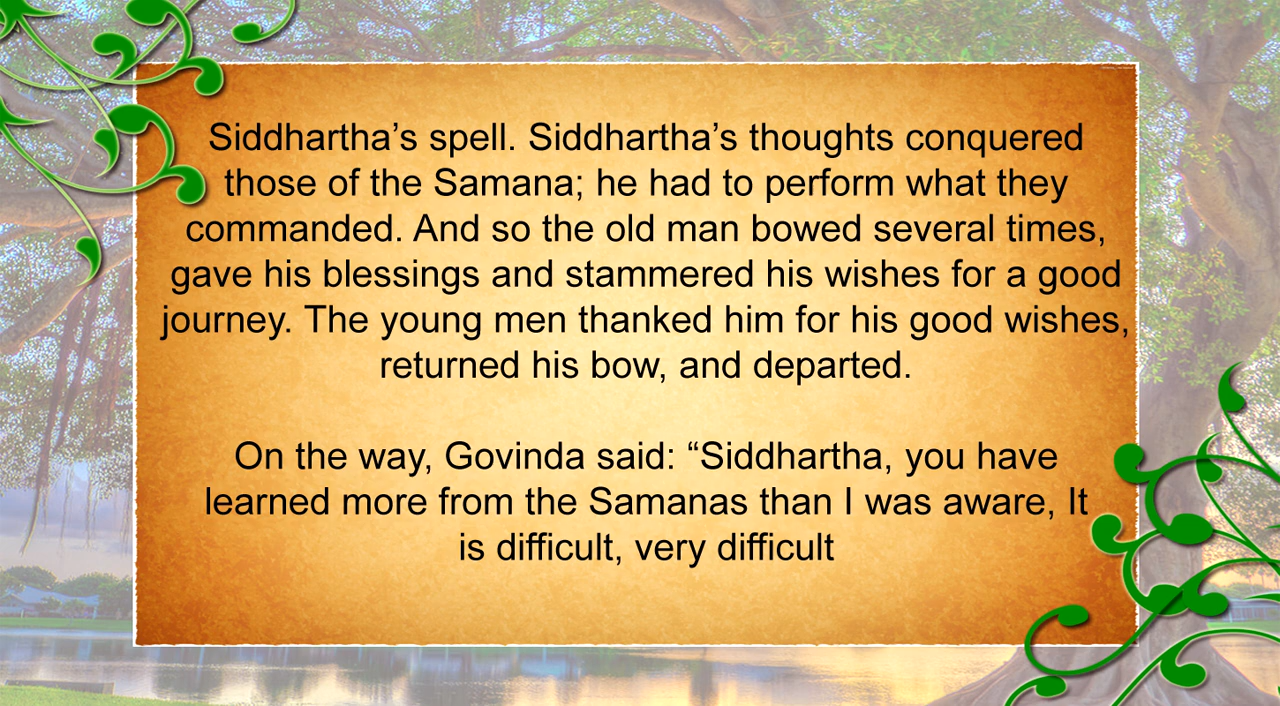 Siddhartha’s spell. Siddhartha’s thoughts conquered
those of the Samana; he had to perform what they
commanded. And so the old man bowed several times,
gave his blessings and stammered his wishes for a good
journey. The young men thanked him for his good wishes,
returned his bow, and departed.
On the way, Govinda said: “Siddhartha, you have
learned more from the Samanas than I was aware, It
is difficult, very difficult